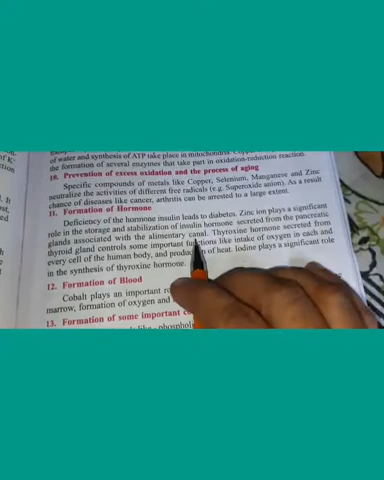 of K:
ction
of water and synthesis of ATP take place in mitochondria.
the formation of several enzymes that take part in oxidation-reduction reaction.
10. Prevention of excess oxidation and the process of aging
Specific compounds of metals like Copper, Selenium, Manganese and Zinc
neutralize the activities of different free radicals (e.g. Superoxide anion). As a result
chance of diseases like cancer, arthritis can be arrested to a large extent.
11. Formation of Hormone
Deficiency of the hormone insulin leads to diabetes. Zinc ion plays a significant
role in the storage and stabilization of insulin hormone secreted from the pancreatic
glands associated with the alimentary canal. Thyroxine hormone secreted from
thyroid gland controls some important functions like intake of oxygen in each and
every cell of the human body, and production of heat. Iodine plays a significant role
in the synthesis of thyroxine hormone.
12. Formation of Blood
Cobalt plays an important
marrow, formation of oxygen and
13. Formation of some important